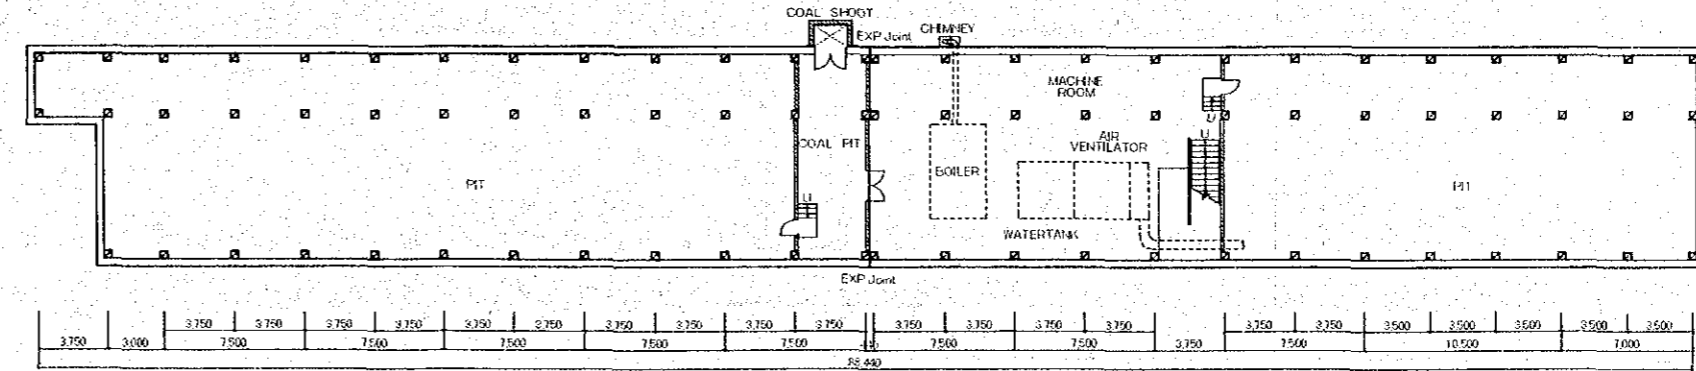 COAL SHOOT
EXP Joint
CHIMNEY
MACHINE
ROOM
U
U
AIR
VENTILATOR
COAL PIT
BOILER
PIT
PIT
U
WATERTANK
EXP Joint
3,750 3,750 3,750 3,750 3,750 3,750 3,750 3,750 3,750 3,750 3,750 3,750 3,750 3,750 3,750 3,750 3,500 3,500 3,500 3,500 3,500
3,750 3,000 7,500 7,500 7,500 7,500 7,500 7,500 7,500 3,750 7,500 10,500 7,000
88,440